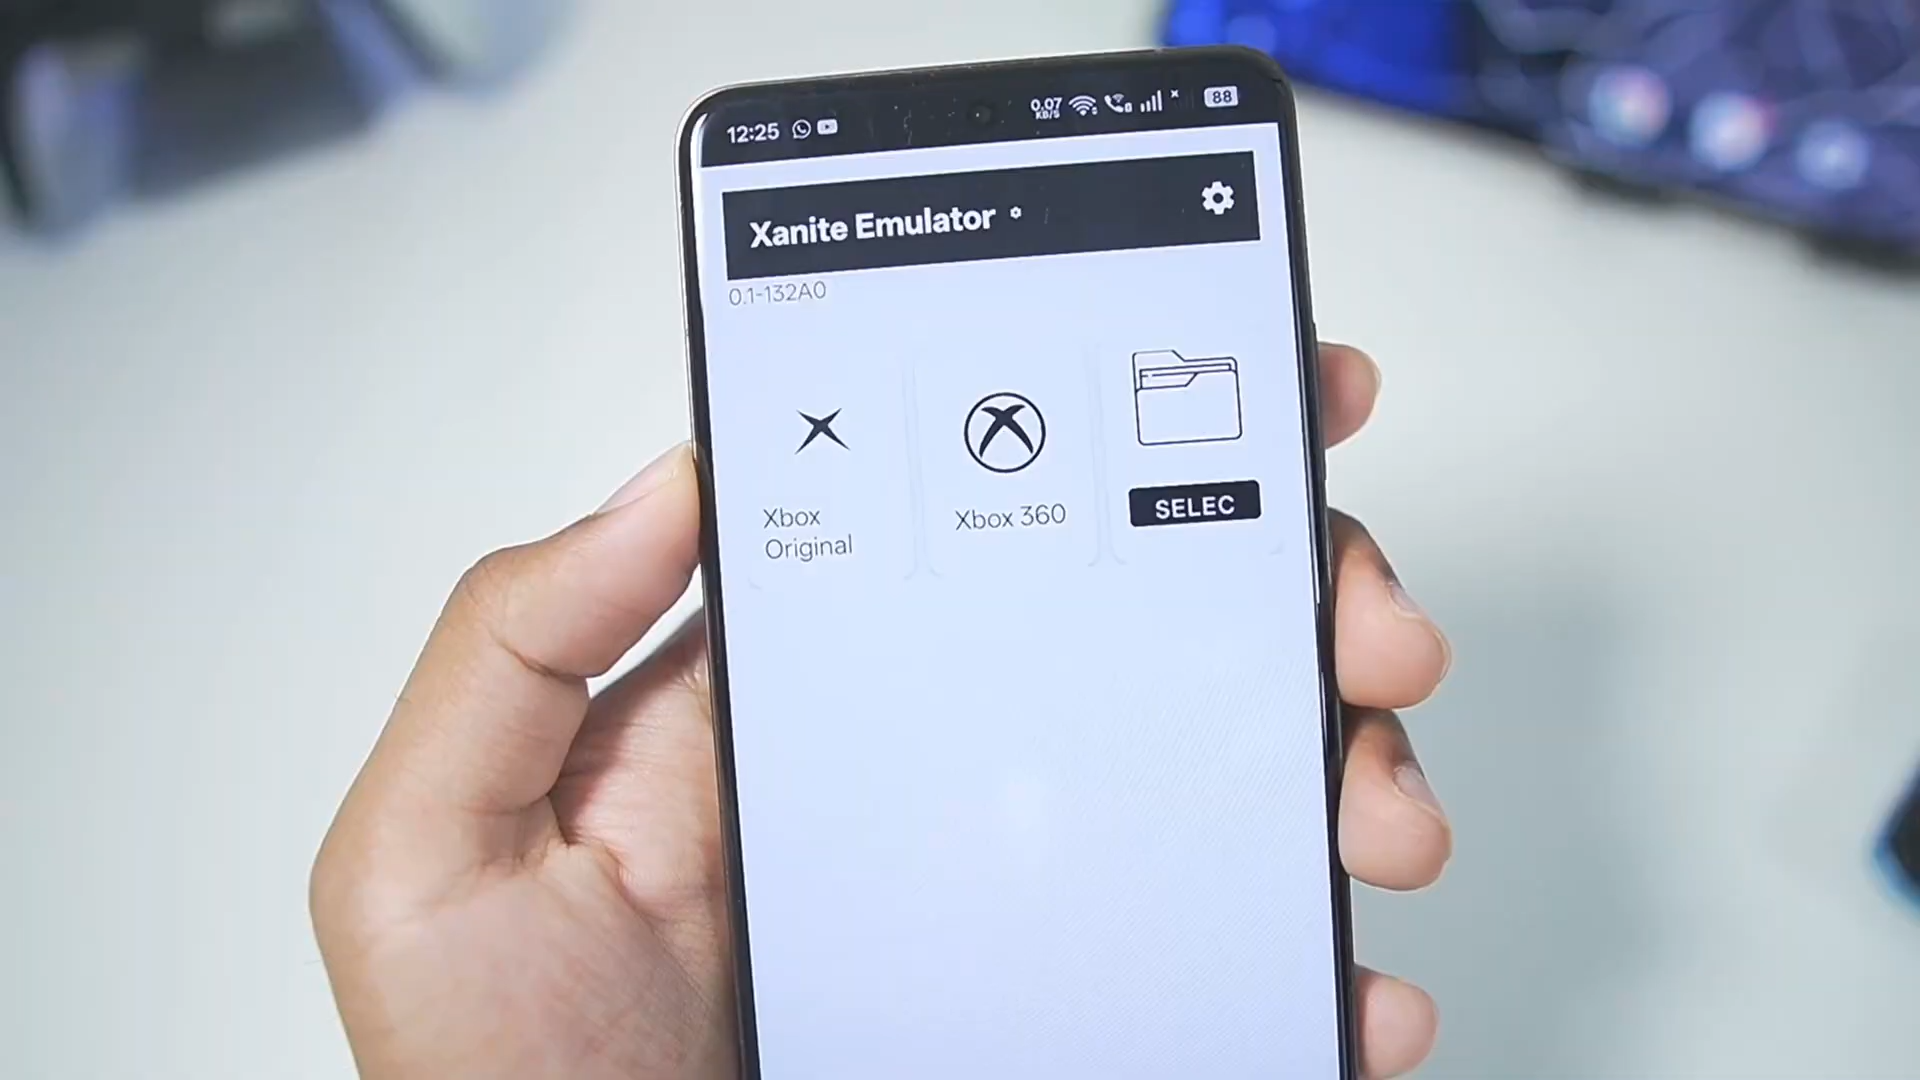 12:25
0.07
KB/S
88
Xanite Emulator
0.1-132A0
Xbox
Original
Xbox 360
SELEC